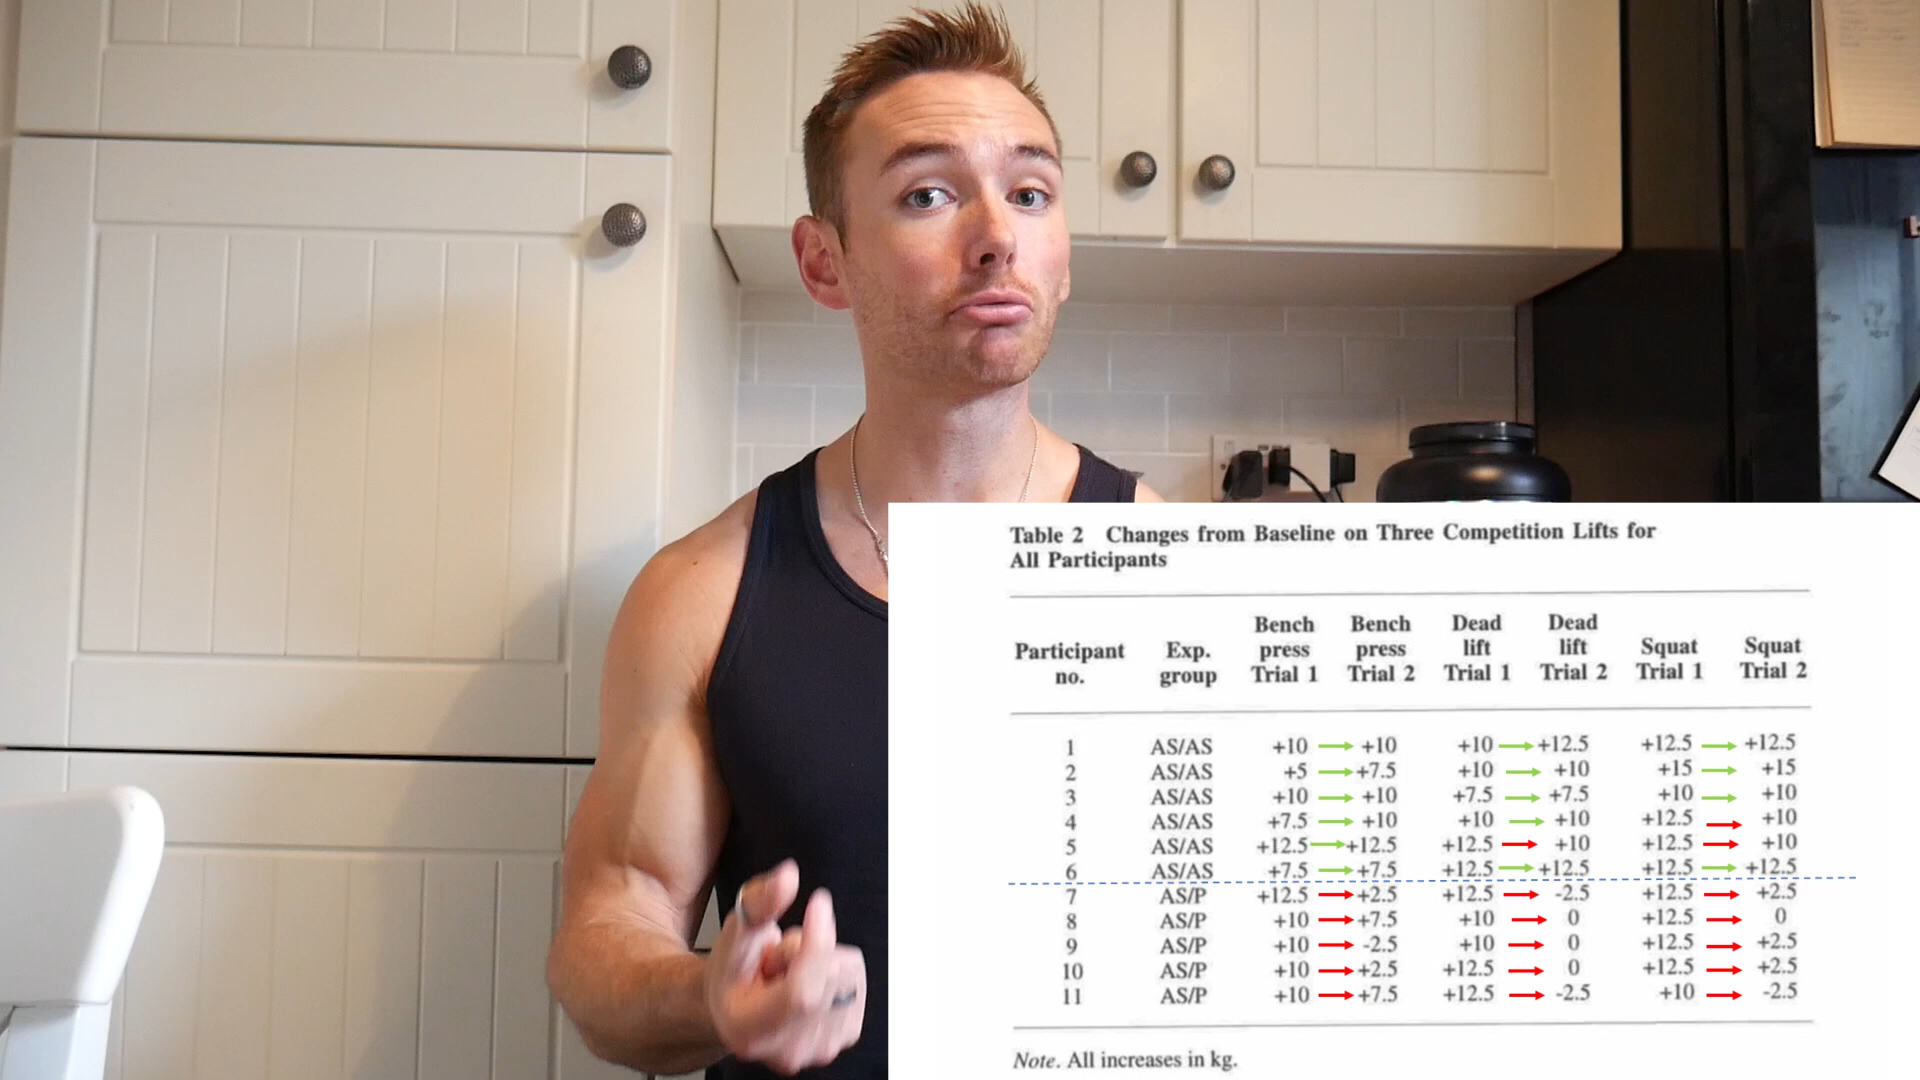 Table 2 Changes from Baseline on Three Competition Lifts for
All Participants
Participant no. Exp. group Bench press Trial 1 Bench press Trial 2 Dead lift Trial 1 Dead lift Trial 2 Squat Trial 1 Squat Trial 2
1 AS/AS +10 +10 +10 +12.5 +12.5 +12.5
2 AS/AS +5 +7.5 +10 +10 +15 +15
3 AS/AS +10 +10 +7.5 +7.5 +10 +10
4 AS/AS +7.5 +10 +10 +10 +12.5 +10
5 AS/AS +12.5 +12.5 +12.5 +10 +12.5 +10
6 AS/AS +7.5 +7.5 +12.5 +12.5 +12.5 +12.5
7 AS/P +12.5 +2.5 +12.5 -2.5 +12.5 +2.5
8 AS/P +10 +7.5 +10 0 +12.5 0
9 AS/P +10 -2.5 +10 0 +12.5 +2.5
10 AS/P +10 +2.5 +12.5 0 +12.5 +2.5
11 AS/P +10 +7.5 +12.5 -2.5 +10 -2.5
Note. All increases in kg.